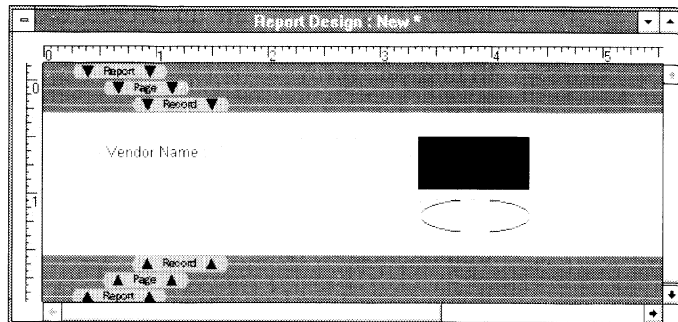 Report Design : New *
0 1 2 3 4 5
Report
0
Page
Record
Vendor Name
1
Record
Page
Report